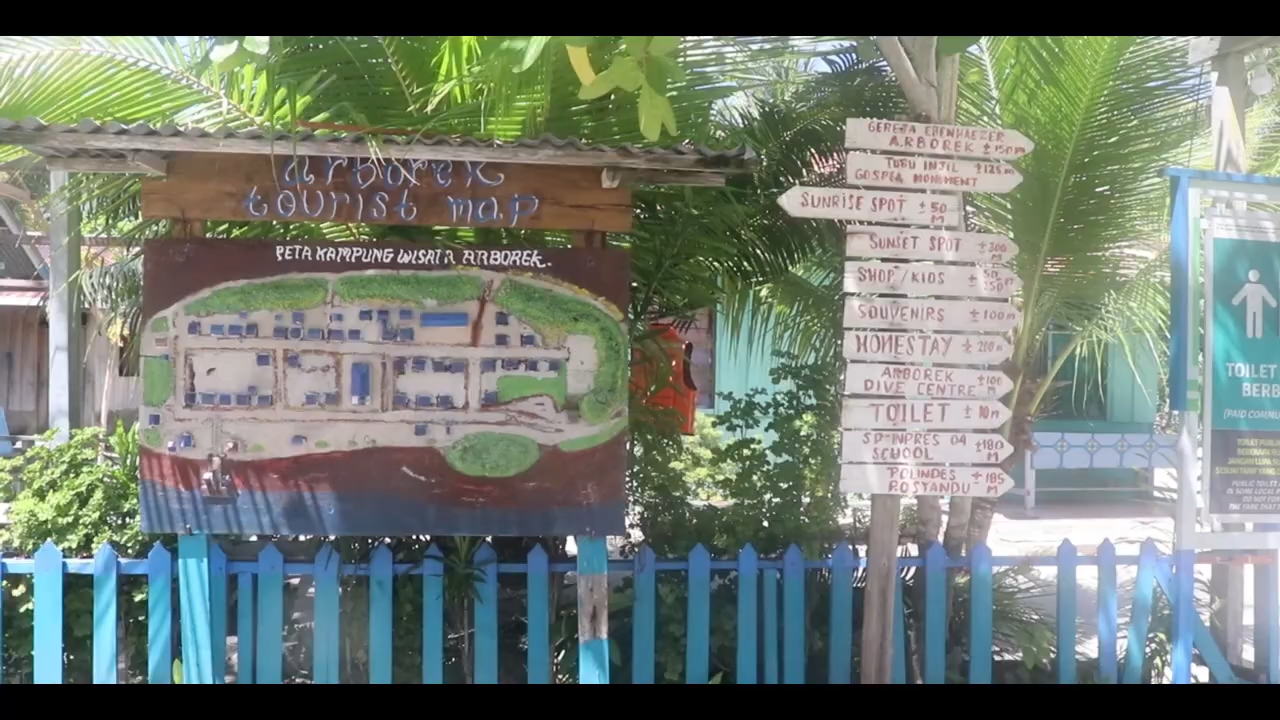 arborek
tourist map
PETA KAMPUNG WISATA ARBOREK.
GEREJA EBENHAEZER
ARBOREK ±150m
TUGU INJIL ±125m
GOSPEL MONUMENT
SUNRISE SPOT ±50
M
SUNSET SPOT ±300
M
SHOP/KIDS ±50
±250m
SOUVENIRS ±100m
HOMESTAY ±200m
ARBOREK ±100
DIVE CENTRE M
TOILET ±10m
SD INPRES 04 ±180
SCHOOL M
POLINDES ±185
POSYANDU M
TOILET
BERB
(PAID COMMU